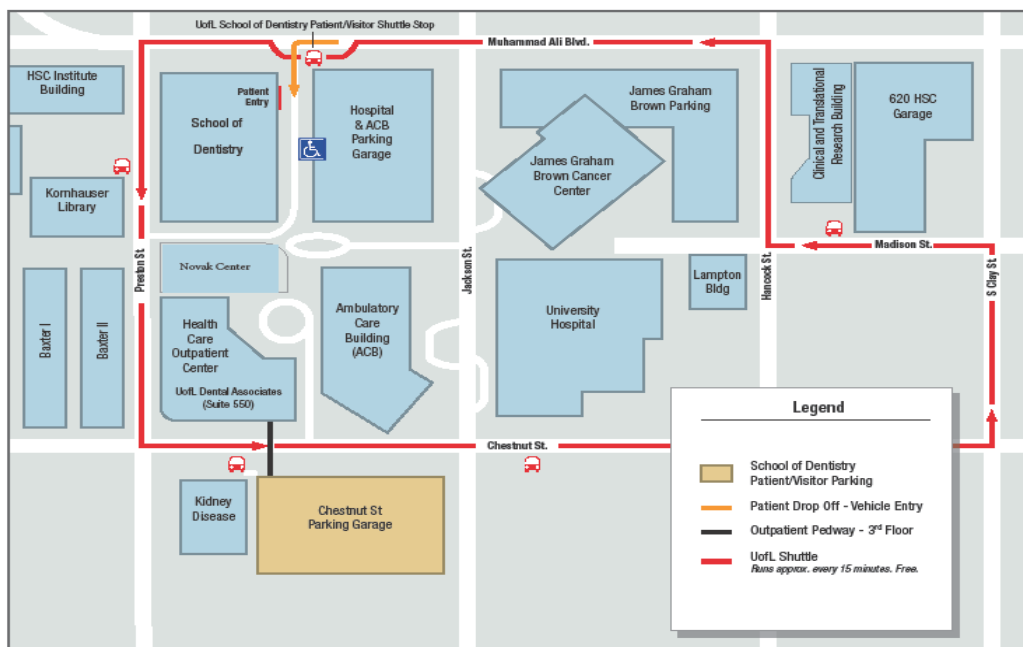 UofL School of Dentistry Patient/Visitor Shuttle Stop
Muhammad Ali Blvd.
HSC Institute
Building
Patient
Entry
School of
Dentistry
Hospital
& ACB
Parking
Garage
James Graham
Brown Parking
James Graham
Brown Cancer
Center
Clinical and Translational
Research Building
620 HSC
Garage
Kornhauser
Library
Preston St.
Novak Center
Jackson St.
Madison St.
Hancock St.
S Clay St.
Lampton
Bldg
Baxter I
Baxter II
Health
Care
Outpatient
Center
UofL Dental Associates
(Suite 550)
Ambulatory
Care
Building
(ACB)
University
Hospital
Chestnut St.
Kidney
Disease
Chestnut St
Parking Garage
Legend
School of Dentistry
Patient/Visitor Parking
Patient Drop Off - Vehicle Entry
Outpatient Pedway - 3rd Floor
UofL Shuttle
Runs approx. every 15 minutes. Free.